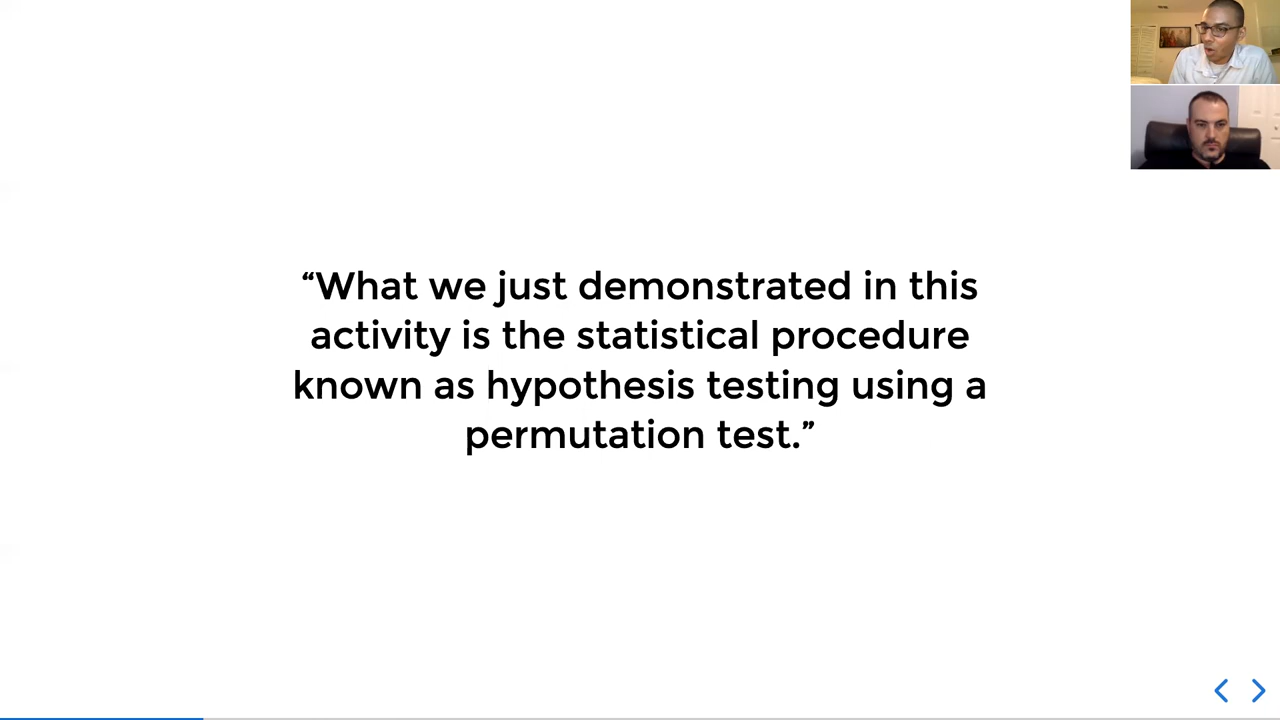 “What we just demonstrated in this
activity is the statistical procedure
known as hypothesis testing using a
permutation test.”